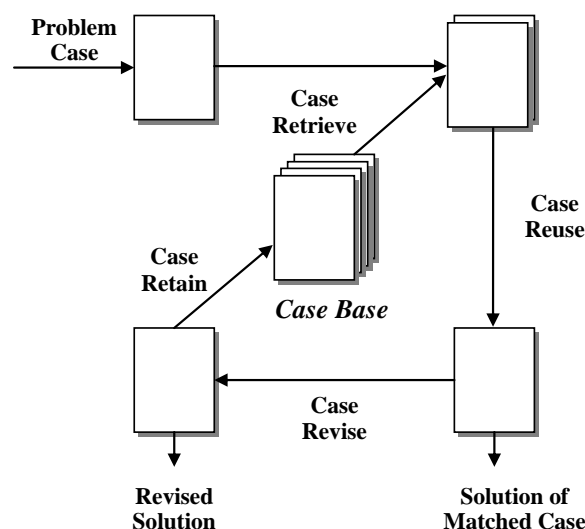 Problem
Case
Case
Retrieve
Case
Reuse
Case
Retain
Case Base
Case
Revise
Revised
Solution
Solution of
Matched Case